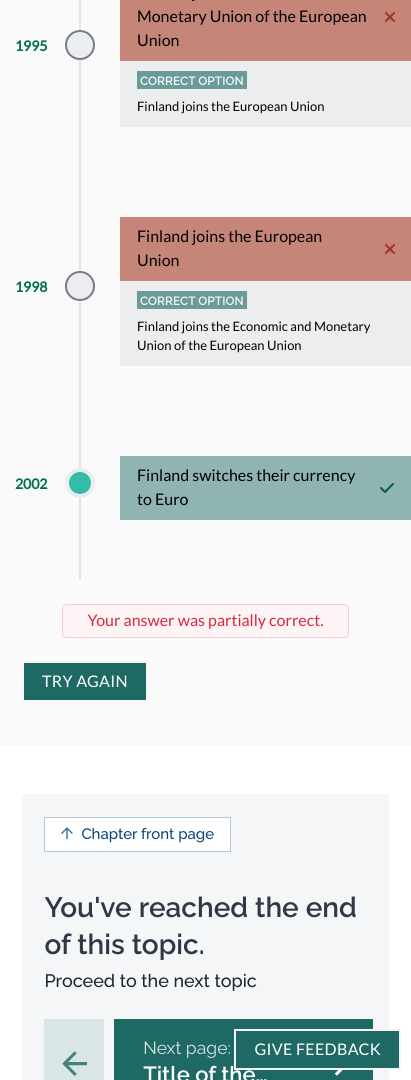 Monetary Union of the European
Union
1995
CORRECT OPTION
Finland joins the European Union
Finland joins the European
Union
1998
CORRECT OPTION
Finland joins the Economic and Monetary
Union of the European Union
2002
Finland switches their currency
to Euro
Your answer was partially correct.
TRY AGAIN
Chapter front page
You've reached the end
of this topic.
Proceed to the next topic
Next page:
Title of the...
GIVE FEEDBACK